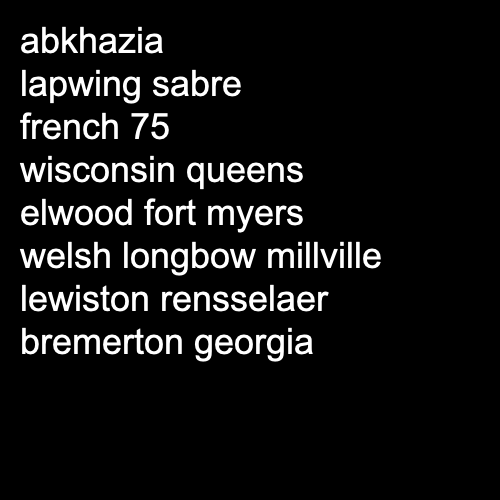 abkhazia
lapwing sabre
french 75
wisconsin queens
elwood fort myers
welsh longbow millville
lewiston rensselaer
bremerton georgia